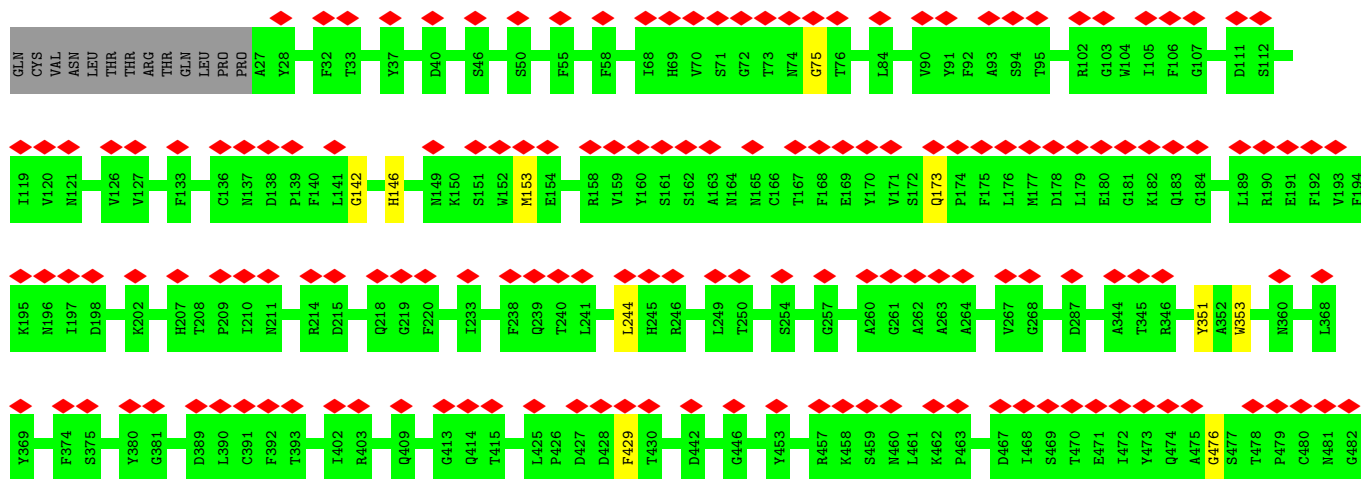 GLN CYS VAL ASN LEU THR THR ARG THR GLN LEU PRO PRO A27 Y28 F32 T33 Y37 D40 S46 S50 F55 F58 I68 H69 V70 S71 G72 T73 N74 G75 T76 L84 V90 Y91 F92 A93 S94 T95 R102 G103 W104 I105 F106 G107 D111 S112
I119 V120 N121 V126 V127 F133 C136 N137 D138 P139 F140 L141 G142 H146 N149 K150 S151 W152 M153 E154 R158 V159 Y160 S161 S162 A163 N164 N165 C166 T167 F168 E169 Y170 V171 S172 Q173 P174 F175 L176 M177 D178 L179 E180 G181 K182 Q183 G184 L189 R190 E191 F192 V193 F194
K195 N196 I197 D198 K202 H207 T208 P209 I210 N211 R214 D215 Q218 G219 F220 I233 F238 Q239 T240 L241 L244 H245 R246 L249 T250 S254 G257 A260 G261 A262 A263 A264 V267 G268 D287 A344 T345 R346 Y351 A352 W353 N360 L368
Y369 F374 S375 Y380 G381 D389 L390 C391 F392 T393 I402 R403 Q409 G413 Q414 T415 L425 P426 D427 D428 F429 T430 D442 G446 Y453 R457 K458 S459 N460 L461 K462 P463 D467 I468 S469 T470 E471 I472 Y473 Q474 A475 G476 S477 T478 P479 C480 N481 G482